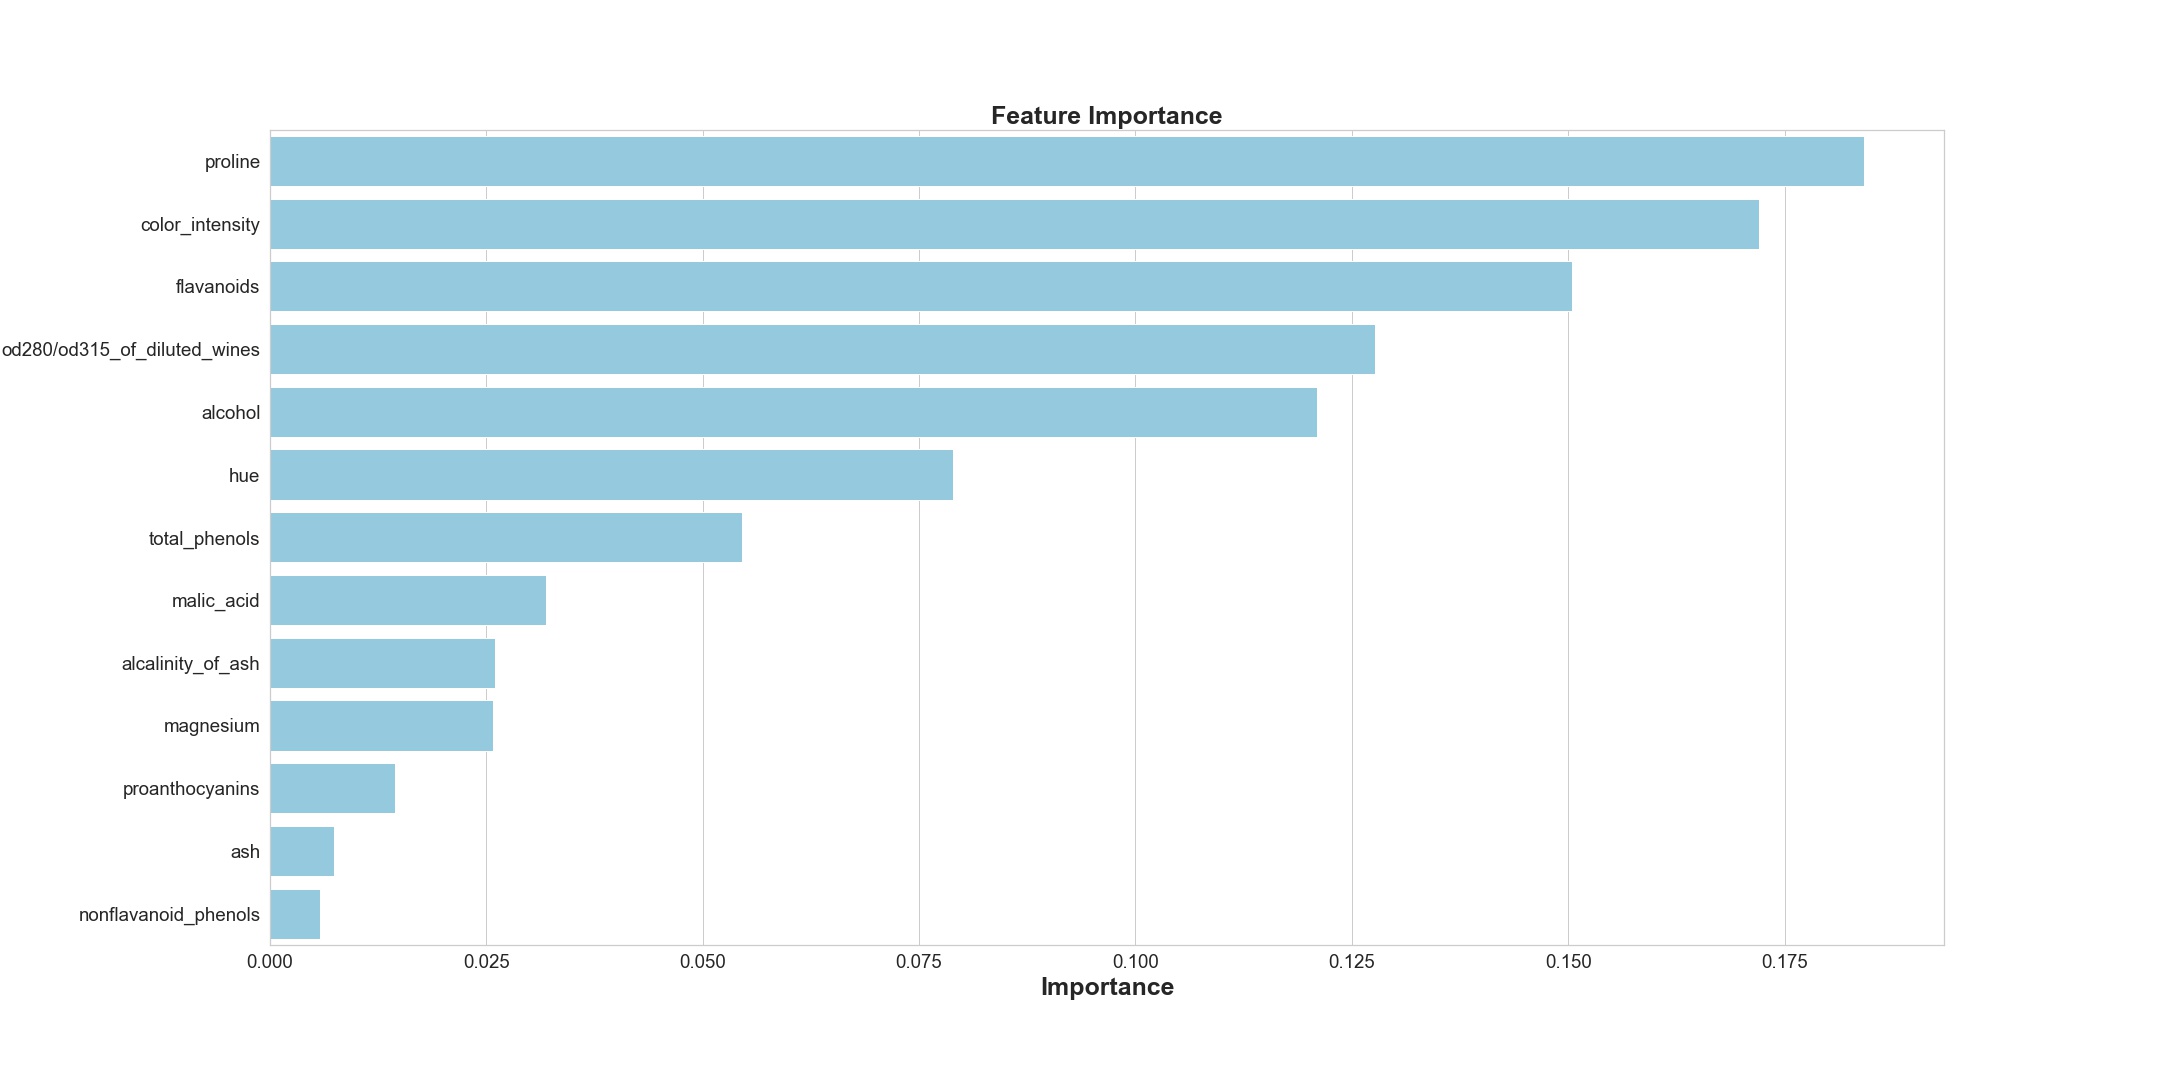 Feature Importance
proline
color_intensity
flavanoids
od280/od315_of_diluted_wines
alcohol
hue
total_phenols
malic_acid
alcalinity_of_ash
magnesium
proanthocyanins
ash
nonflavanoid_phenols
0.000 0.025 0.050 0.075 0.100 0.125 0.150 0.175
Importance